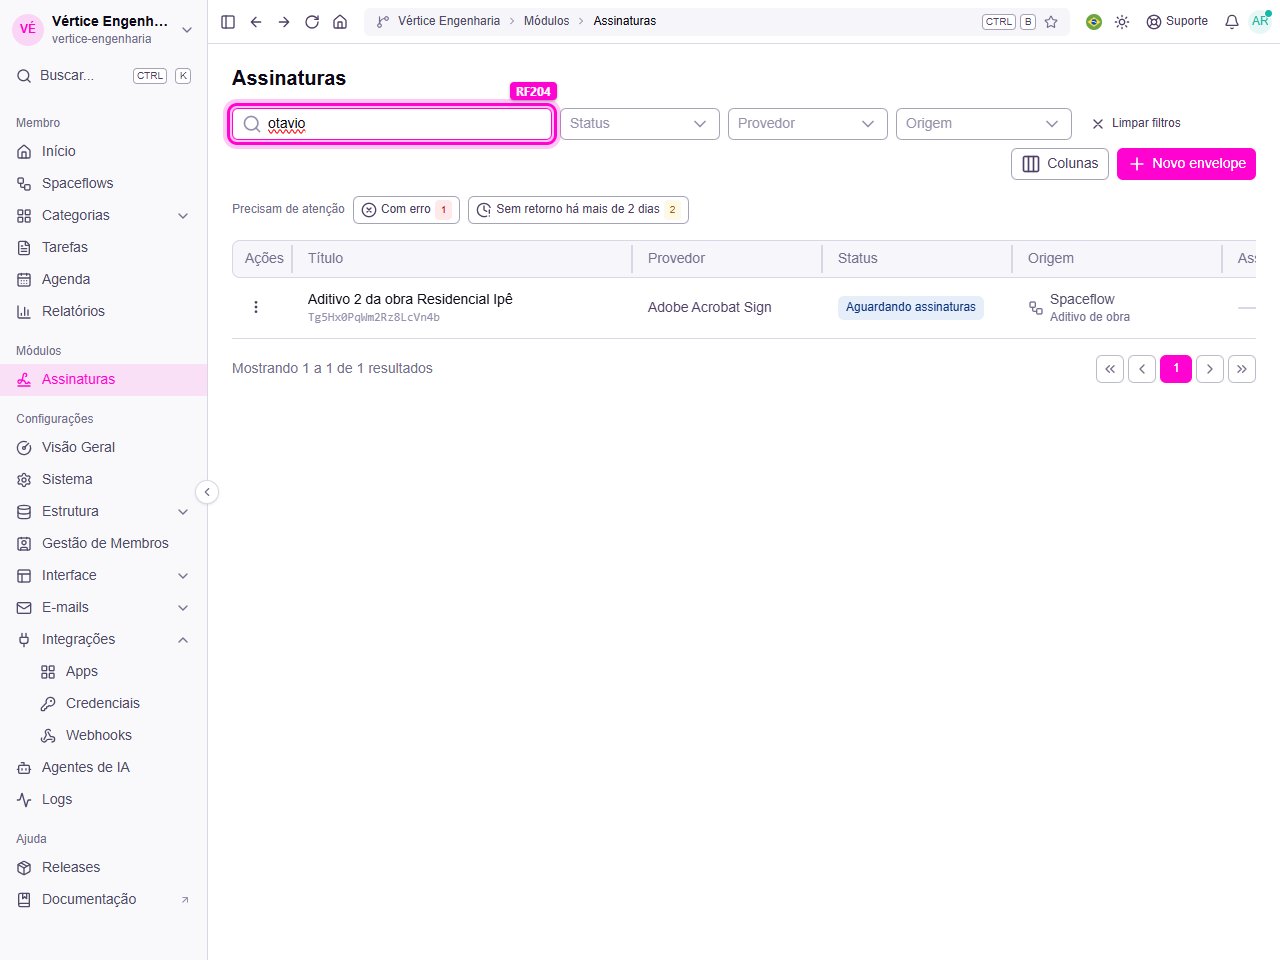 VÉ
Vértice Engenh...
vertice-engenharia
Buscar...
CTRL
K
Membro
Início
Spaceflows
Categorias
Tarefas
Agenda
Relatórios
Módulos
Assinaturas
Configurações
Visão Geral
Sistema
Estrutura
Gestão de Membros
Interface
E-mails
Integrações
Apps
Credenciais
Webhooks
Agentes de IA
Logs
Ajuda
Releases
Documentação
Vértice Engenharia
Módulos
Assinaturas
CTRL
B
Suporte
AR
Assinaturas
RF204
otavio
Status
Provedor
Origem
Limpar filtros
Colunas
Novo envelope
Precisam de atenção
Com erro 1
Sem retorno há mais de 2 dias 2
Ações
Título
Provedor
Status
Origem
Ass
Aditivo 2 da obra Residencial Ipê
Tg5Hx0PqWm2Rz8LcVn4b
Adobe Acrobat Sign
Aguardando assinaturas
Spaceflow
Aditivo de obra
—
Mostrando 1 a 1 de 1 resultados
1